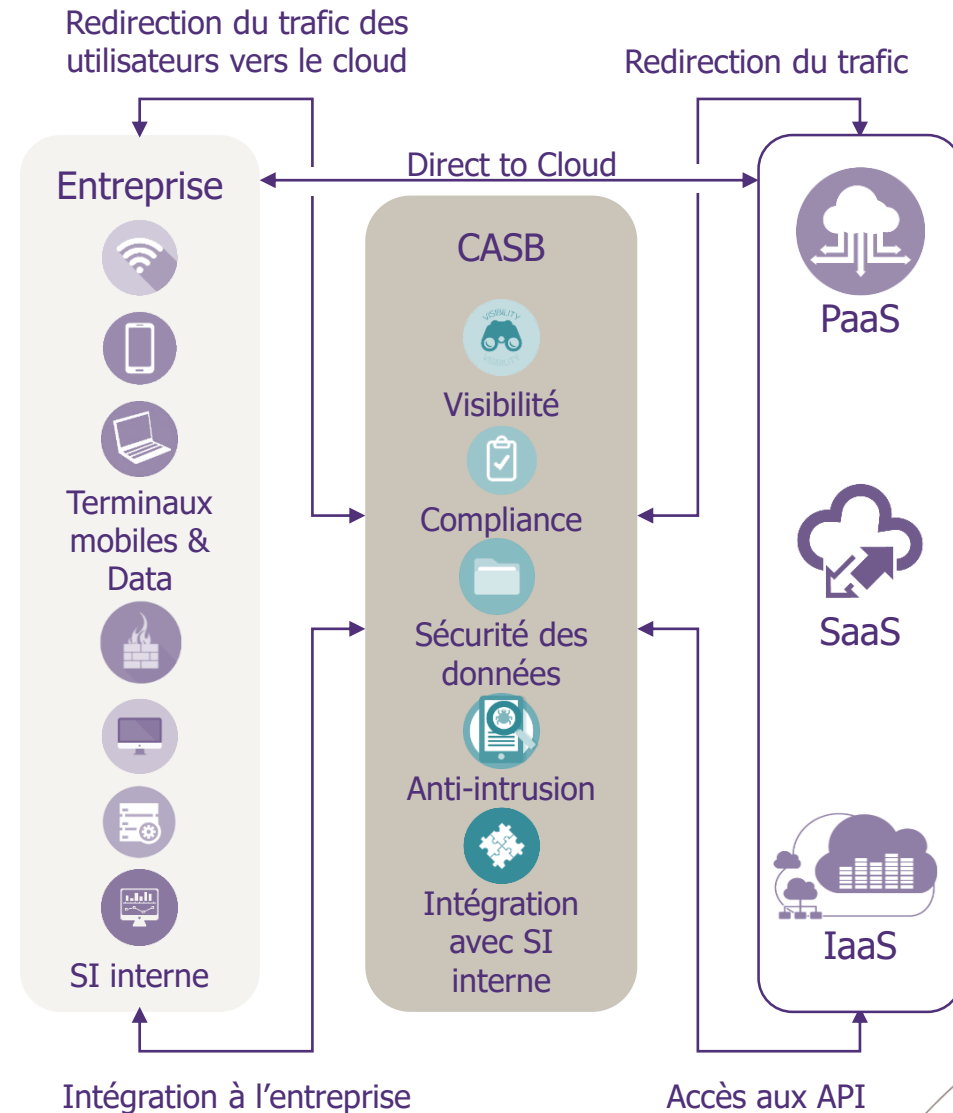 Redirection du trafic des
utilisateurs vers le cloud
Redirection du trafic
Direct to Cloud
Entreprise
Terminaux
mobiles &
Data
SI interne
CASB
VISIBILITY
VISIBILITY
Visibilité
Compliance
Sécurité des
données
Anti-intrusion
Intégration
avec SI
interne
PaaS
SaaS
IaaS
Intégration à l’entreprise
Accès aux API